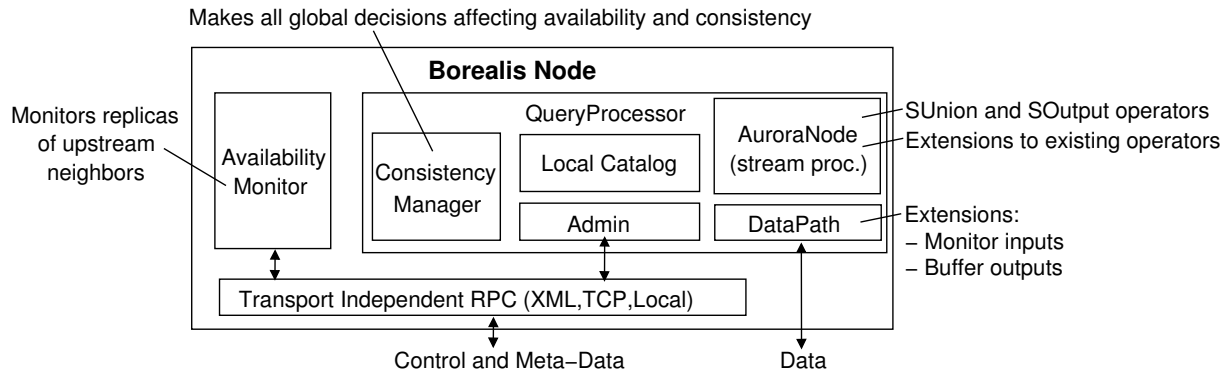 Makes all global decisions affecting availability and consistency
Borealis Node
Monitors replicas
of upstream
neighbors
Availability
Monitor
QueryProcessor
Consistency
Manager
Local Catalog
Admin
AuroraNode
(stream proc.)
DataPath
SUnion and SOutput operators
Extensions to existing operators
Extensions:
− Monitor inputs
− Buffer outputs
Transport Independent RPC (XML,TCP,Local)
Control and Meta−Data
Data